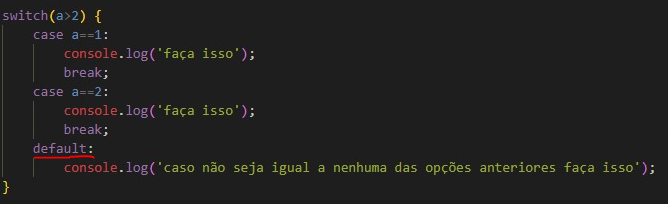 switch(a>2) {
    case a==1:
        console.log('faça isso');
        break;
    case a==2:
        console.log('faça isso');
        break;
    default:
        console.log('caso não seja igual a nenhuma das opções anteriores faça isso');
}